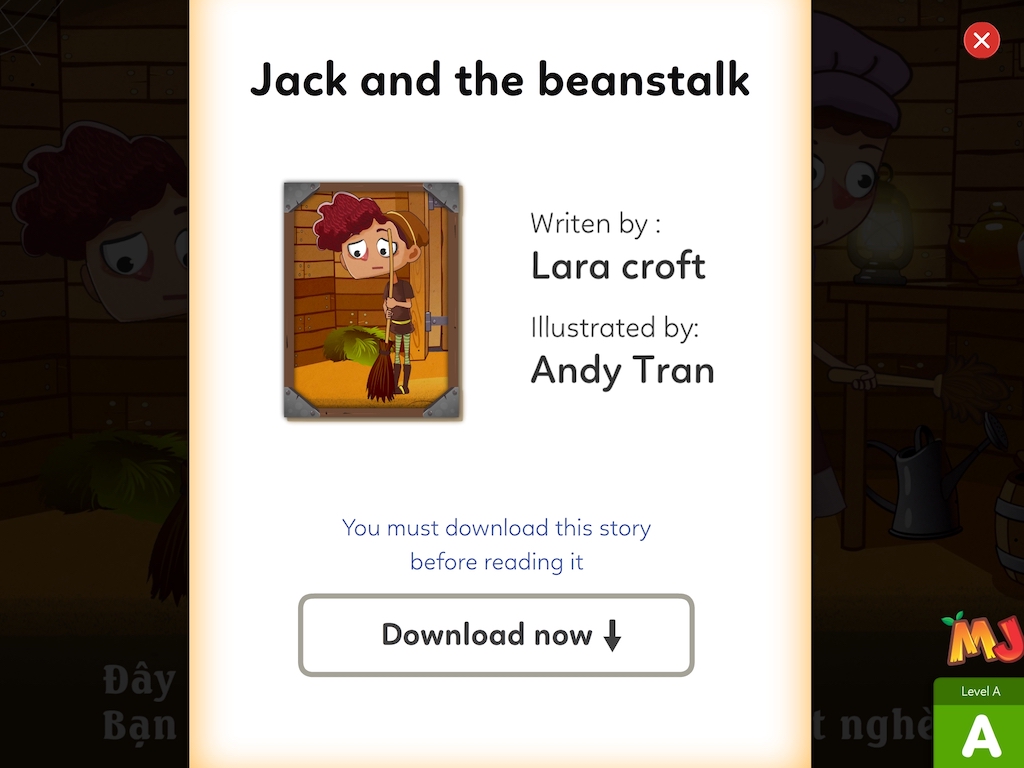 Jack and the beanstalk
Writen by :
Lara croft
Illustrated by:
Andy Tran
You must download this story
before reading it
Download now
MJ
Level A
A
Đây
Bạn t nghè